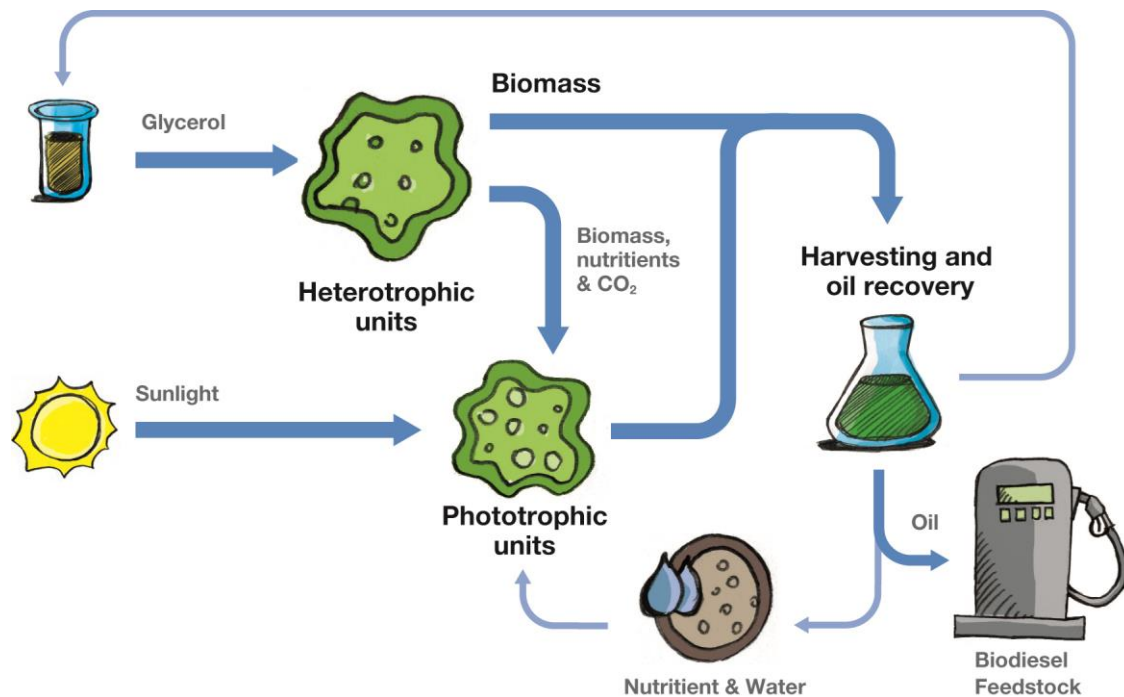 Glycerol
Biomass
Biomass,
nutritients
& CO₂
Heterotrophic
units
Harvesting and
oil recovery
Sunlight
Phototrophic
units
Oil
Nutritient & Water
Biodiesel
Feedstock